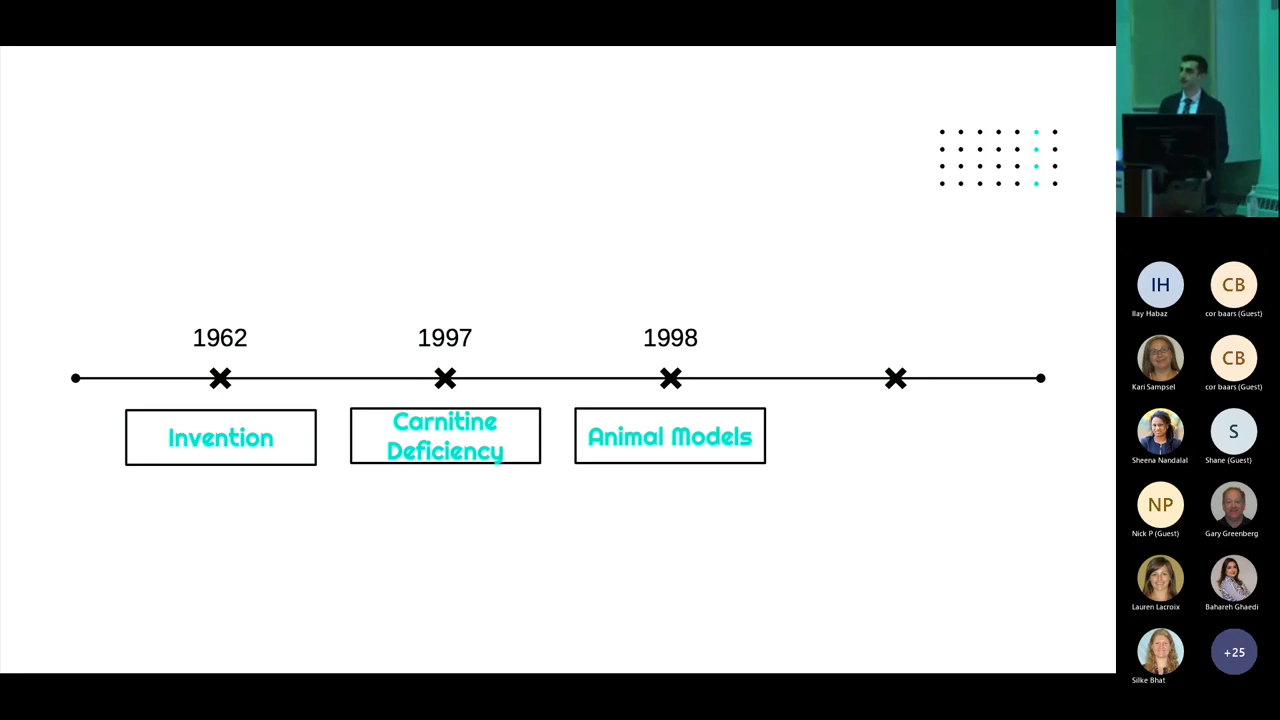 1962
1997
1998
Invention
Carnitine
Deficiency
Animal Models
IH
Ilay Habaz
CB
cor baars (Guest)
Kari Sampsel
CB
cor baars (Guest)
Sheena Nandalal
S
Shane (Guest)
NP
Nick P (Guest)
Gary Greenberg
Lauren Lacroix
Bahareh Ghaedi
Silke Bhat
+25